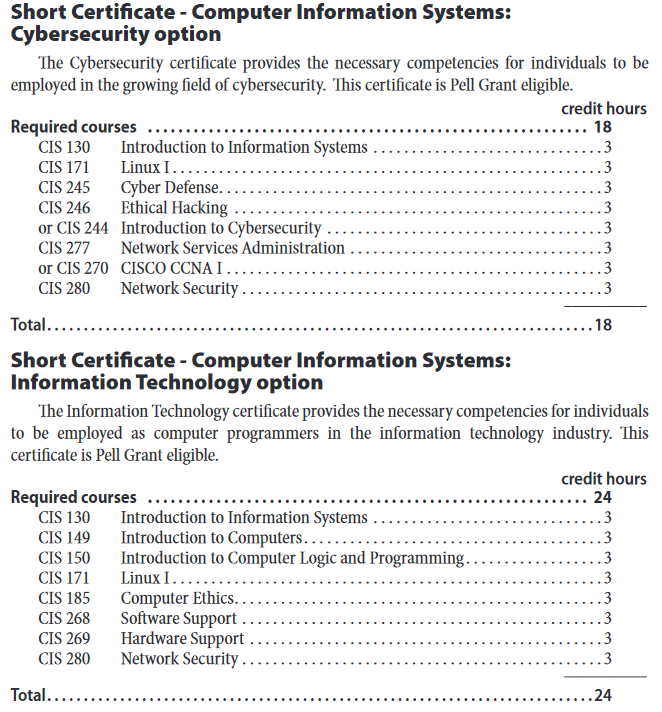 Short Certificate - Computer Information Systems:
Cybersecurity option
The Cybersecurity certificate provides the necessary competencies for individuals to be
employed in the growing field of cybersecurity. This certificate is Pell Grant eligible.
credit hours
Required courses ........................................................ 18
CIS 130 Introduction to Information Systems ................................3
CIS 171 Linux I............................................................3
CIS 245 Cyber Defense......................................................3
CIS 246 Ethical Hacking ...................................................3
or CIS 244 Introduction to Cybersecurity .....................................3
CIS 277 Network Services Administration ...................................3
or CIS 270 CISCO CCNA I ......................................................3
CIS 280 Network Security ..................................................3
Total......................................................................18
Short Certificate - Computer Information Systems:
Information Technology option
The Information Technology certificate provides the necessary competencies for individuals
to be employed as computer programmers in the information technology industry. This
certificate is Pell Grant eligible.
credit hours
Required courses ........................................................ 24
CIS 130 Introduction to Information Systems ................................3
CIS 149 Introduction to Computers..........................................3
CIS 150 Introduction to Computer Logic and Programming.....................3
CIS 171 Linux I............................................................3
CIS 185 Computer Ethics....................................................3
CIS 268 Software Support ..................................................3
CIS 269 Hardware Support ..................................................3
CIS 280 Network Security ..................................................3
Total......................................................................24